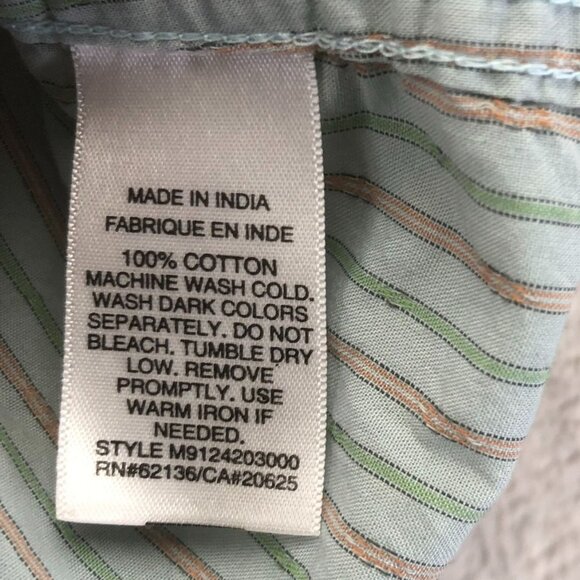 MADE IN INDIA
FABRIQUE EN INDE
100% COTTON
MACHINE WASH COLD.
WASH DARK COLORS
SEPARATELY. DO NOT
BLEACH. TUMBLE DRY
LOW. REMOVE
PROMPTLY. USE
WARM IRON IF
NEEDED.
STYLE M9124203000
RN#62136/CA#20625